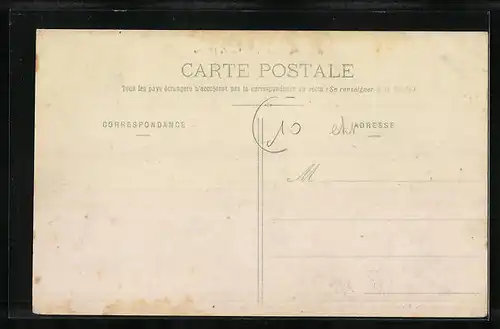 CARTE POSTALE
Tous les pays étrangers n'acceptent pas la correspondance au recto (Se renseigner à la Poste)
CORRESPONDANCE
10
ADRESSE
M